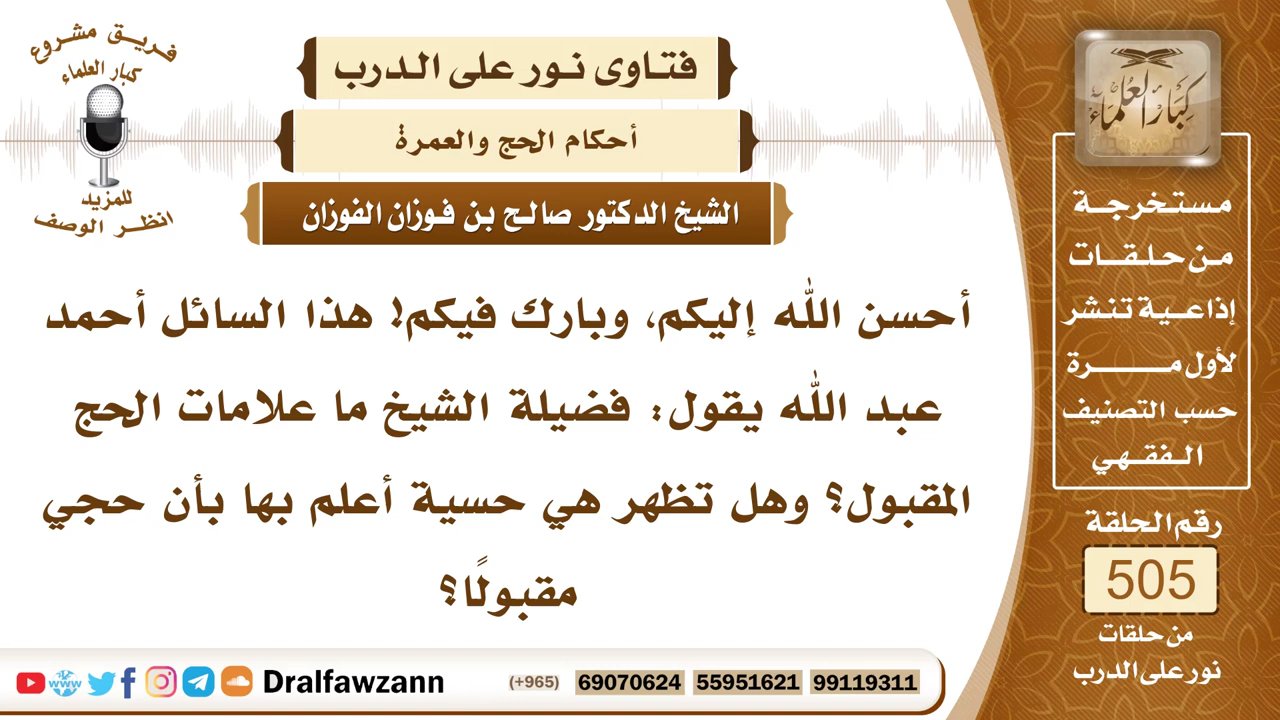 فريق مشروع
كبار العلماء
للمزيد
انظر الوصف
فتاوى نور على الدرب
أحكام الحج والعمرة
الشيخ الدكتور صالح بن فوزان الفوزان
أحسن الله إليكم، وبارك فيكم! هذا السائل أحمد
عبد الله يقول: فضيلة الشيخ ما علامات الحج
المقبول؟ وهل تظهر هي حسية أعلم بها بأن حجي
مقبولًا؟
كبار العلماء
مستخرجة
من حلقات
إذاعية تنشر
لأول مرة
حسب التصنيف
الفقهي
رقم الحلقة
505
من حلقات
نور على الدرب
Dralfawzann (+965) 69070624 55951621 99119311